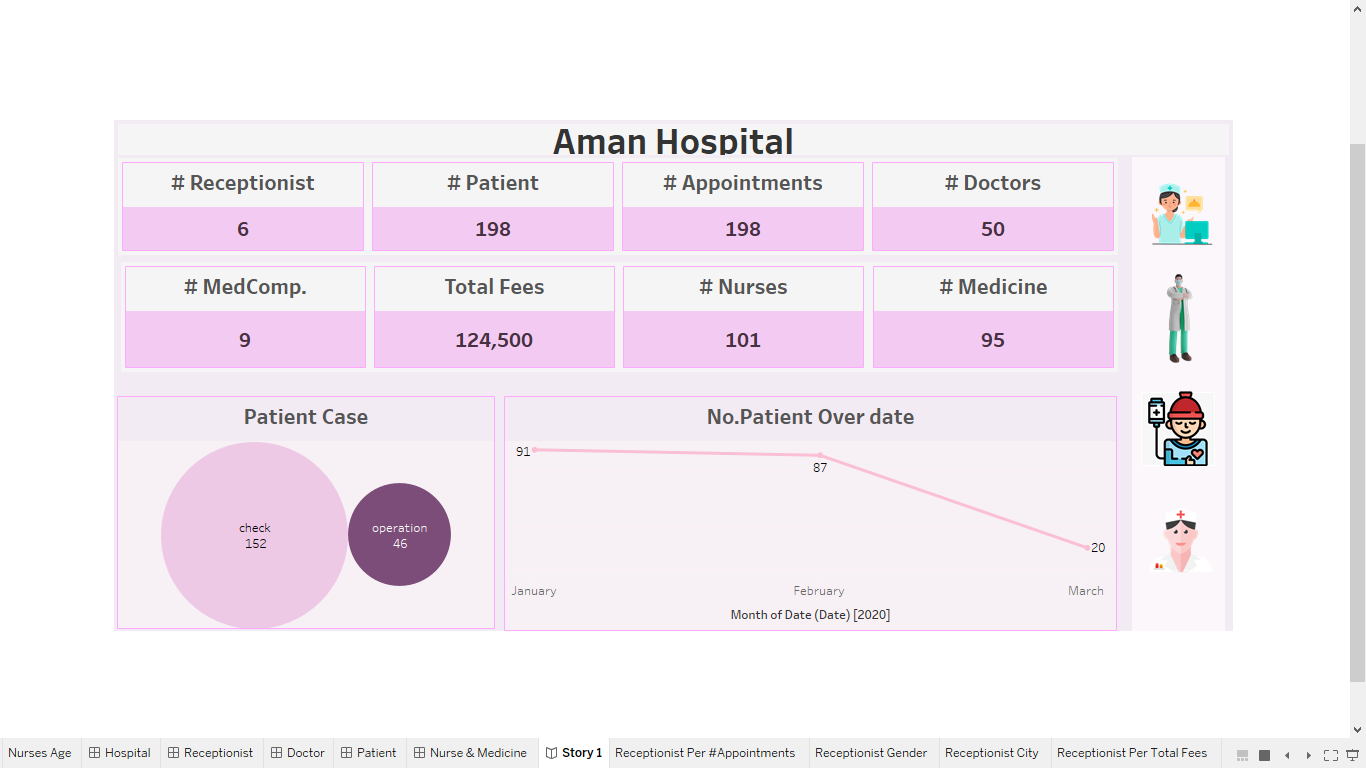 Aman Hospital
# Receptionist
# Patient
# Appointments
# Doctors
6
198
198
50
# MedComp.
Total Fees
# Nurses
# Medicine
9
124,500
101
95
Patient Case
check
152
operation
46
No.Patient Over date
91
87
20
January
February
March
Month of Date (Date) [2020]
Nurses Age
Hospital
Receptionist
Doctor
Patient
Nurse & Medicine
Story 1
Receptionist Per #Appointments
Receptionist Gender
Receptionist City
Receptionist Per Total Fees